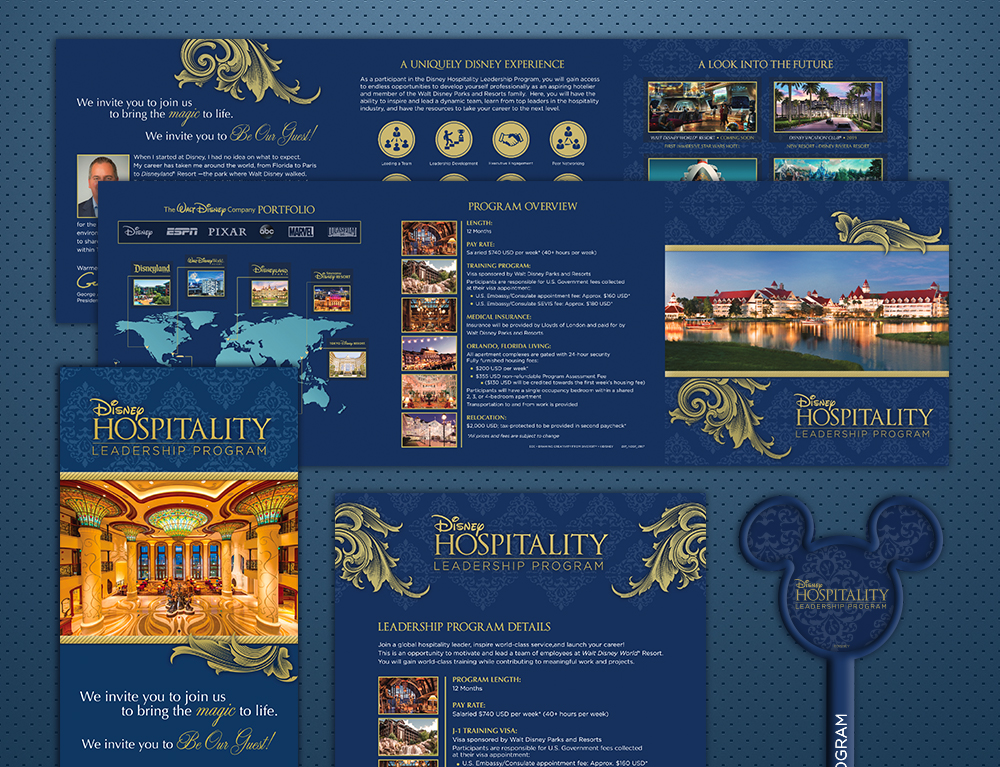 We invite you to join us
to bring the magic to life.
We invite you to Be Our Guest!
When I started at Disney, I had no idea on what to expect.
My career has taken me around the world, from Florida to Paris
to Disneyland® Resort —the park where Walt Disney walked.
for the
environ
to shar
within
Warmes
George
Presiden
A UNIQUELY DISNEY EXPERIENCE
As a participant in the Disney Hospitality Leadership Program, you will gain access
to endless opportunities to develop yourself professionally as an aspiring hotelier
and member of the Walt Disney Parks and Resorts family. Here, you will have the
ability to inspire and lead a dynamic team, learn from top leaders in the hospitality
industry, and have the resources to take your career to the next level.
Leading a Team
Leadership Development
Executive Engagement
Peer Networking
A LOOK INTO THE FUTURE
WALT DISNEY WORLD® RESORT • COMING SOON
FIRST IMMERSIVE STAR WARS HOTEL
DISNEY VACATION CLUB® • 2019
NEW RESORT - DISNEY RIVIERA RESORT
The Walt Disney Company PORTFOLIO
Disney ESPN PIXAR abc MARVEL
Disneyland
Walt Disney World
Disneyland
Disney Resort
Tokyo Disney Resort
PROGRAM OVERVIEW
LENGTH:
12 Months
PAY RATE:
Salaried $740 USD per week* (40+ hours per week)
TRAINING PROGRAM:
Visa sponsored by Walt Disney Parks and Resorts
Participants are responsible for U.S. Government fees collected
at their visa appointment:
• U.S. Embassy/Consulate appointment fee: Approx. $160 USD*
• U.S. Embassy/Consulate SEVIS fee: Approx. $180 USD*
MEDICAL INSURANCE:
Insurance will be provided by Lloyds of London and paid for by
Walt Disney Parks and Resorts
ORLANDO, FLORIDA LIVING:
All apartment complexes are gated with 24-hour security
Fully furnished housing fees:
• $200 USD per week*
• $355 USD non-refundable Program Assessment Fee
• ($130 USD will be credited towards the first week's housing fee)
Participants will have a single occupancy bedroom within a shared
2, 3, or 4-bedroom apartment
Transportation to and from work is provided
RELOCATION:
$2,000 USD; tax-protected to be provided in second paycheck*
*All prices and fees are subject to change
Disney
HOSPITALITY
LEADERSHIP PROGRAM
Disney
HOSPITALITY
LEADERSHIP PROGRAM
We invite you to join us
to bring the magic to life.
We invite you to Be Our Guest!
Disney
HOSPITALITY
LEADERSHIP PROGRAM
LEADERSHIP PROGRAM DETAILS
Join a global hospitality leader, inspire world-class service,and launch your career!
This is an opportunity to motivate and lead a team of employees at Walt Disney World® Resort.
You will gain world-class training while contributing to meaningful work and projects.
PROGRAM LENGTH:
12 Months
PAY RATE:
Salaried $740 USD per week* (40+ hours per week)
J-1 TRAINING VISA:
Visa sponsored by Walt Disney Parks and Resorts
Participants are responsible for U.S. Government fees collected
at their visa appointment:
• U.S. Embassy/Consulate appointment fee: Approx. $160 USD*
Disney
HOSPITALITY
LEADERSHIP PROGRAM
©DISNEY
OGRAM